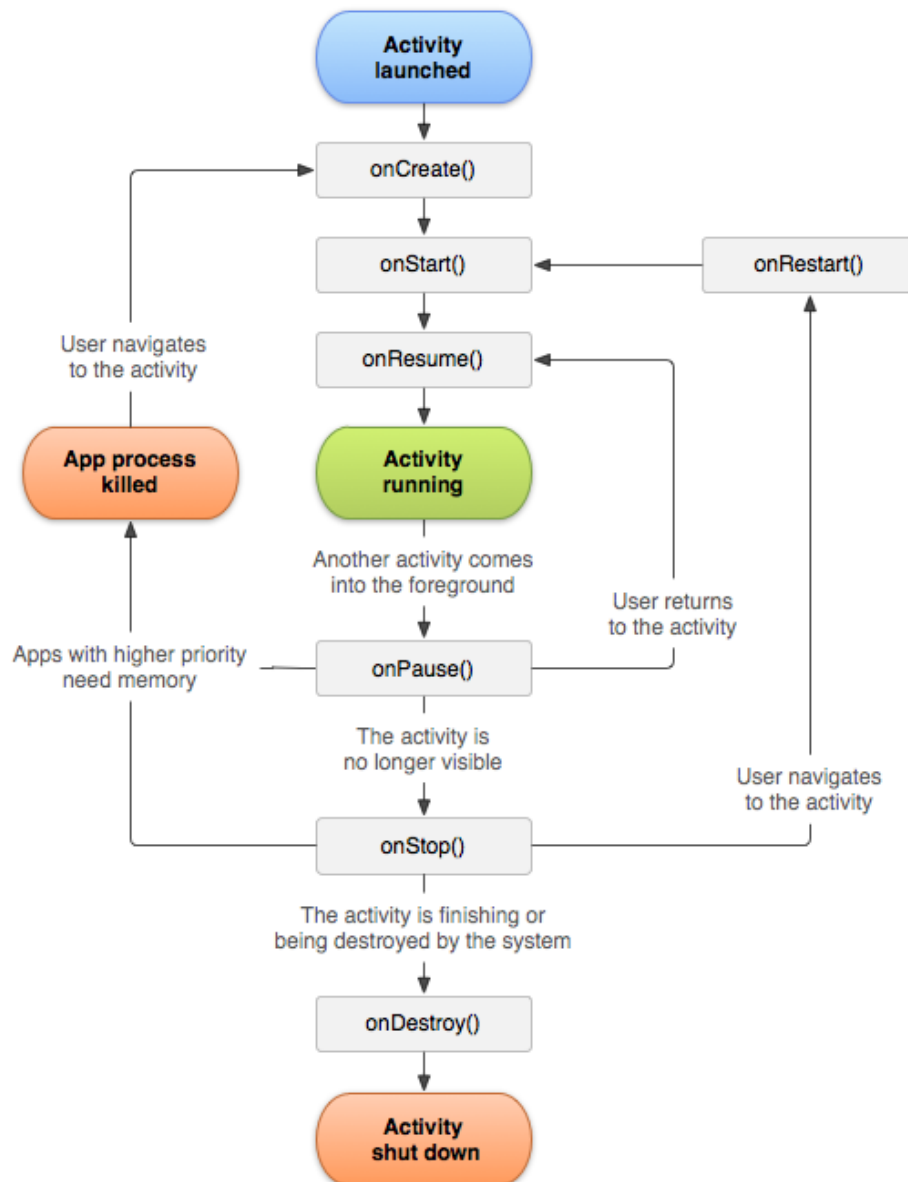 Activity
launched
onCreate()
onStart()
onRestart()
onResume()
User navigates
to the activity
App process
killed
Activity
running
Another activity comes
into the foreground
User returns
to the activity
Apps with higher priority
need memory
onPause()
The activity is
no longer visible
User navigates
to the activity
onStop()
The activity is finishing or
being destroyed by the system
onDestroy()
Activity
shut down